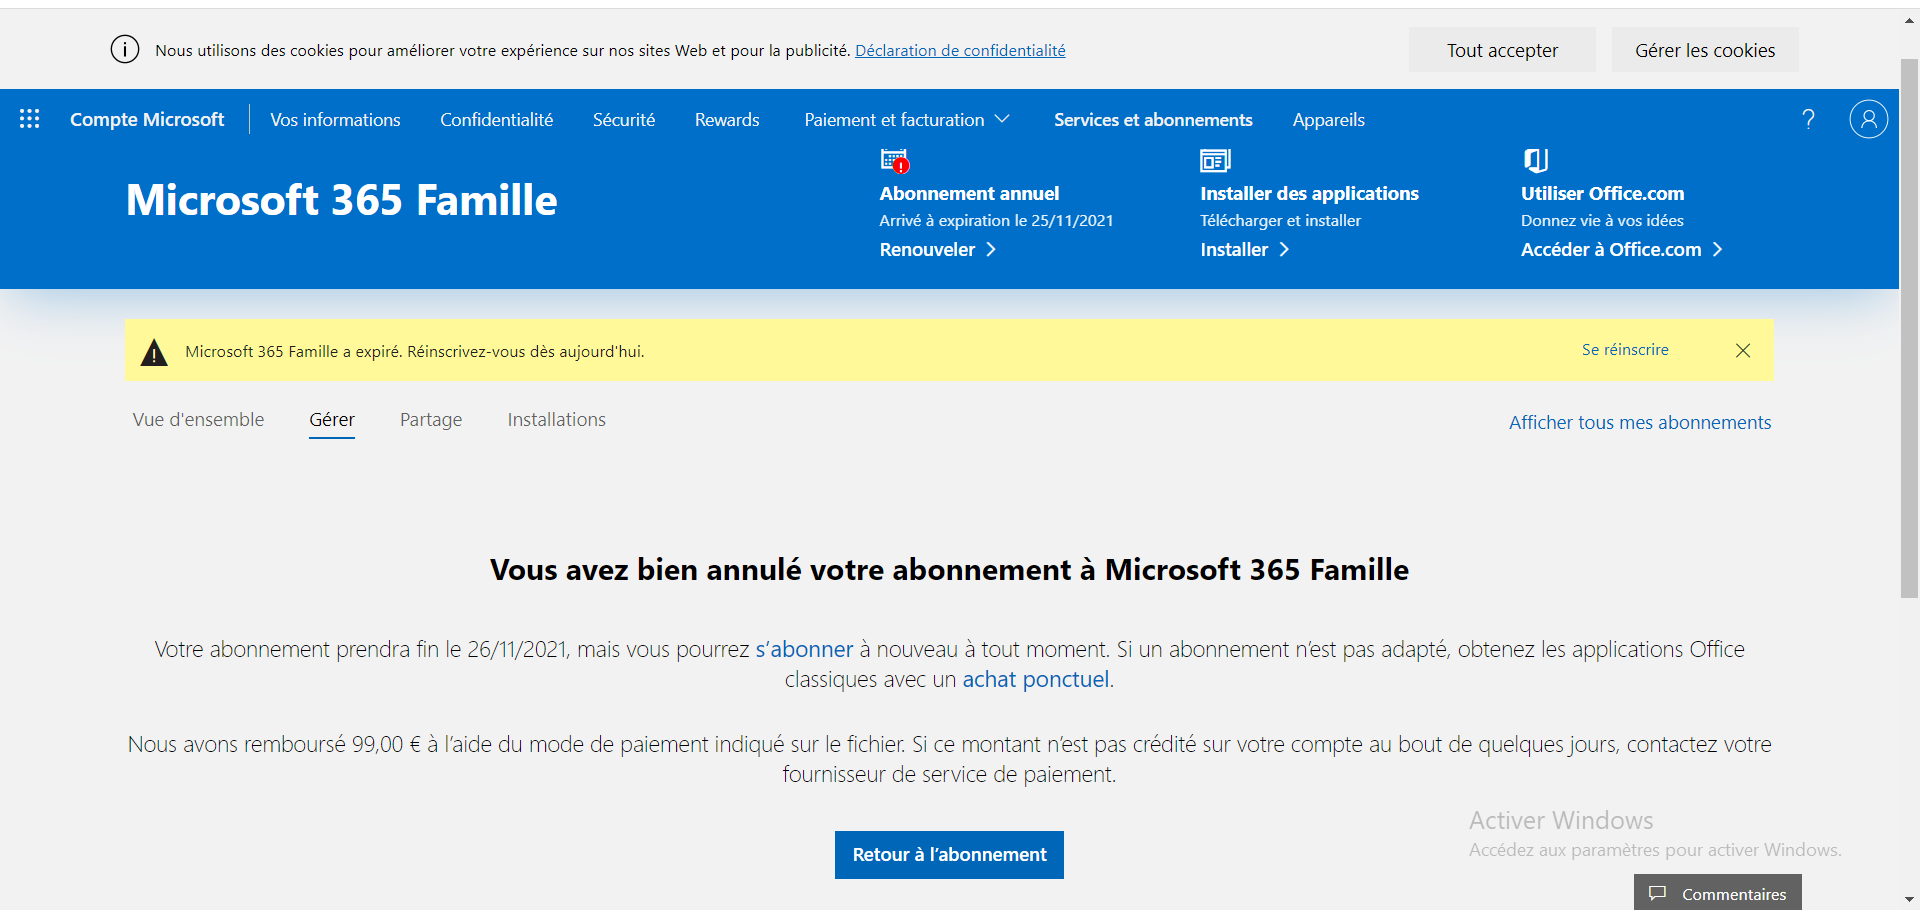 Nous utilisons des cookies pour améliorer votre expérience sur nos sites Web et pour la publicité. Déclaration de confidentialité
Tout accepter
Gérer les cookies
Compte Microsoft
Vos informations
Confidentialité
Sécurité
Rewards
Paiement et facturation
Services et abonnements
Appareils
?
Microsoft 365 Famille
Abonnement annuel
Arrivé à expiration le 25/11/2021
Renouveler
Installer des applications
Télécharger et installer
Installer
Utiliser Office.com
Donnez vie à vos idées
Accéder à Office.com
Microsoft 365 Famille a expiré. Réinscrivez-vous dès aujourd'hui.
Se réinscrire
Vue d'ensemble
Gérer
Partage
Installations
Afficher tous mes abonnements
Vous avez bien annulé votre abonnement à Microsoft 365 Famille
Votre abonnement prendra fin le 26/11/2021, mais vous pourrez s’abonner à nouveau à tout moment. Si un abonnement n’est pas adapté, obtenez les applications Office
classiques avec un achat ponctuel.
Nous avons remboursé 99,00 € à l’aide du mode de paiement indiqué sur le fichier. Si ce montant n’est pas crédité sur votre compte au bout de quelques jours, contactez votre
fournisseur de service de paiement.
Retour à l’abonnement
Activer Windows
Accédez aux paramètres pour activer Windows.
Commentaires